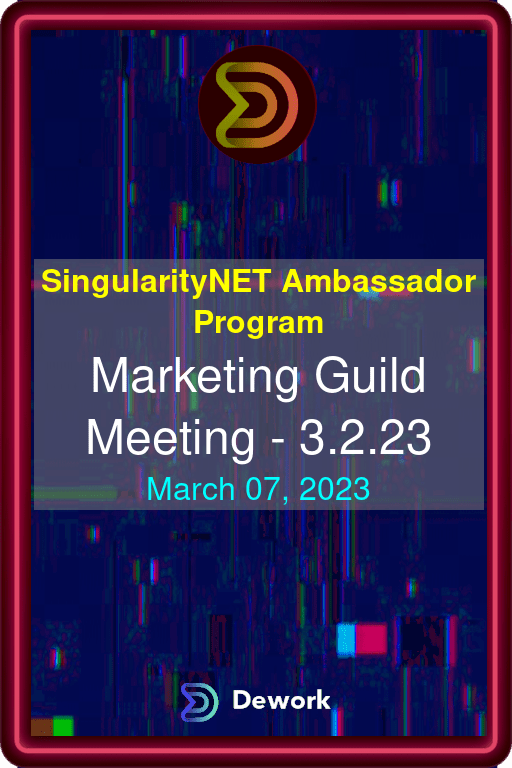 SingularityNET Ambassador
Program
Marketing Guild
Meeting - 3.2.23
March 07, 2023
Dework